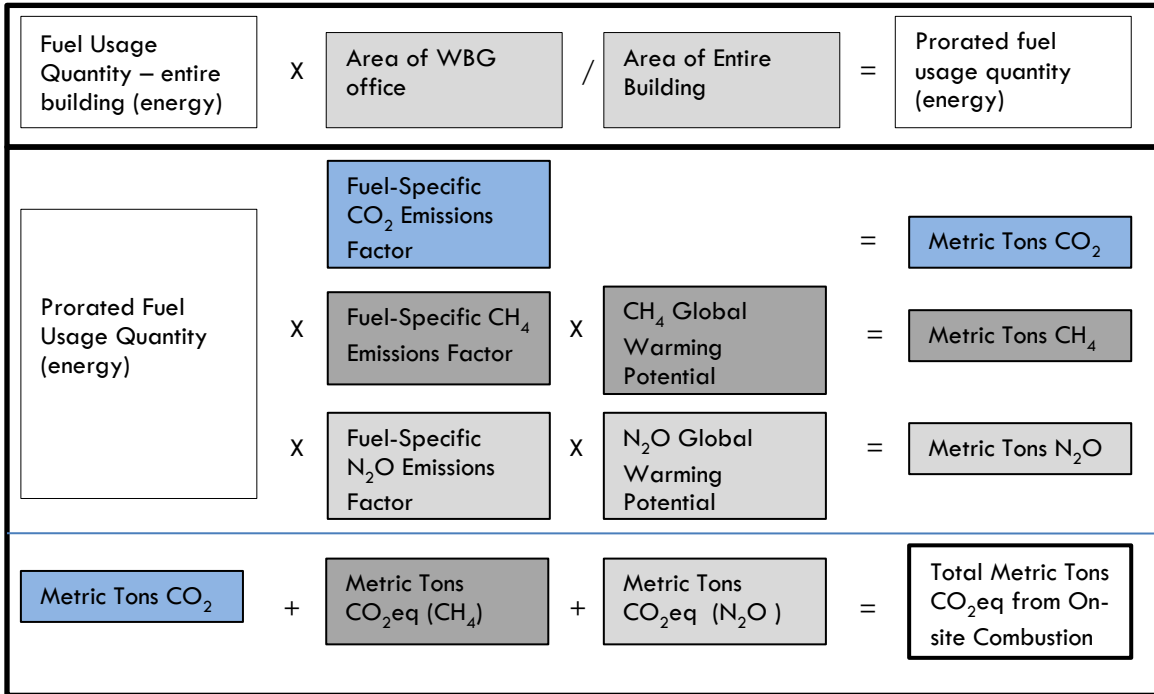 Fuel Usage
Quantity – entire
building (energy)
X
Area of WBG
office
/
Area of Entire
Building
=
Prorated fuel
usage quantity
(energy)
Prorated Fuel
Usage Quantity
(energy)
Fuel-Specific
CO₂ Emissions
Factor
=
Metric Tons CO₂
X
Fuel-Specific CH₄
Emissions Factor
X
CH₄ Global
Warming
Potential
=
Metric Tons CH₄
X
Fuel-Specific
N₂O Emissions
Factor
X
N₂O Global
Warming
Potential
=
Metric Tons N₂O
Metric Tons CO₂
+
Metric Tons
CO₂eq (CH₄)
+
Metric Tons
CO₂eq (N₂O )
=
Total Metric Tons
CO₂eq from On-
site Combustion